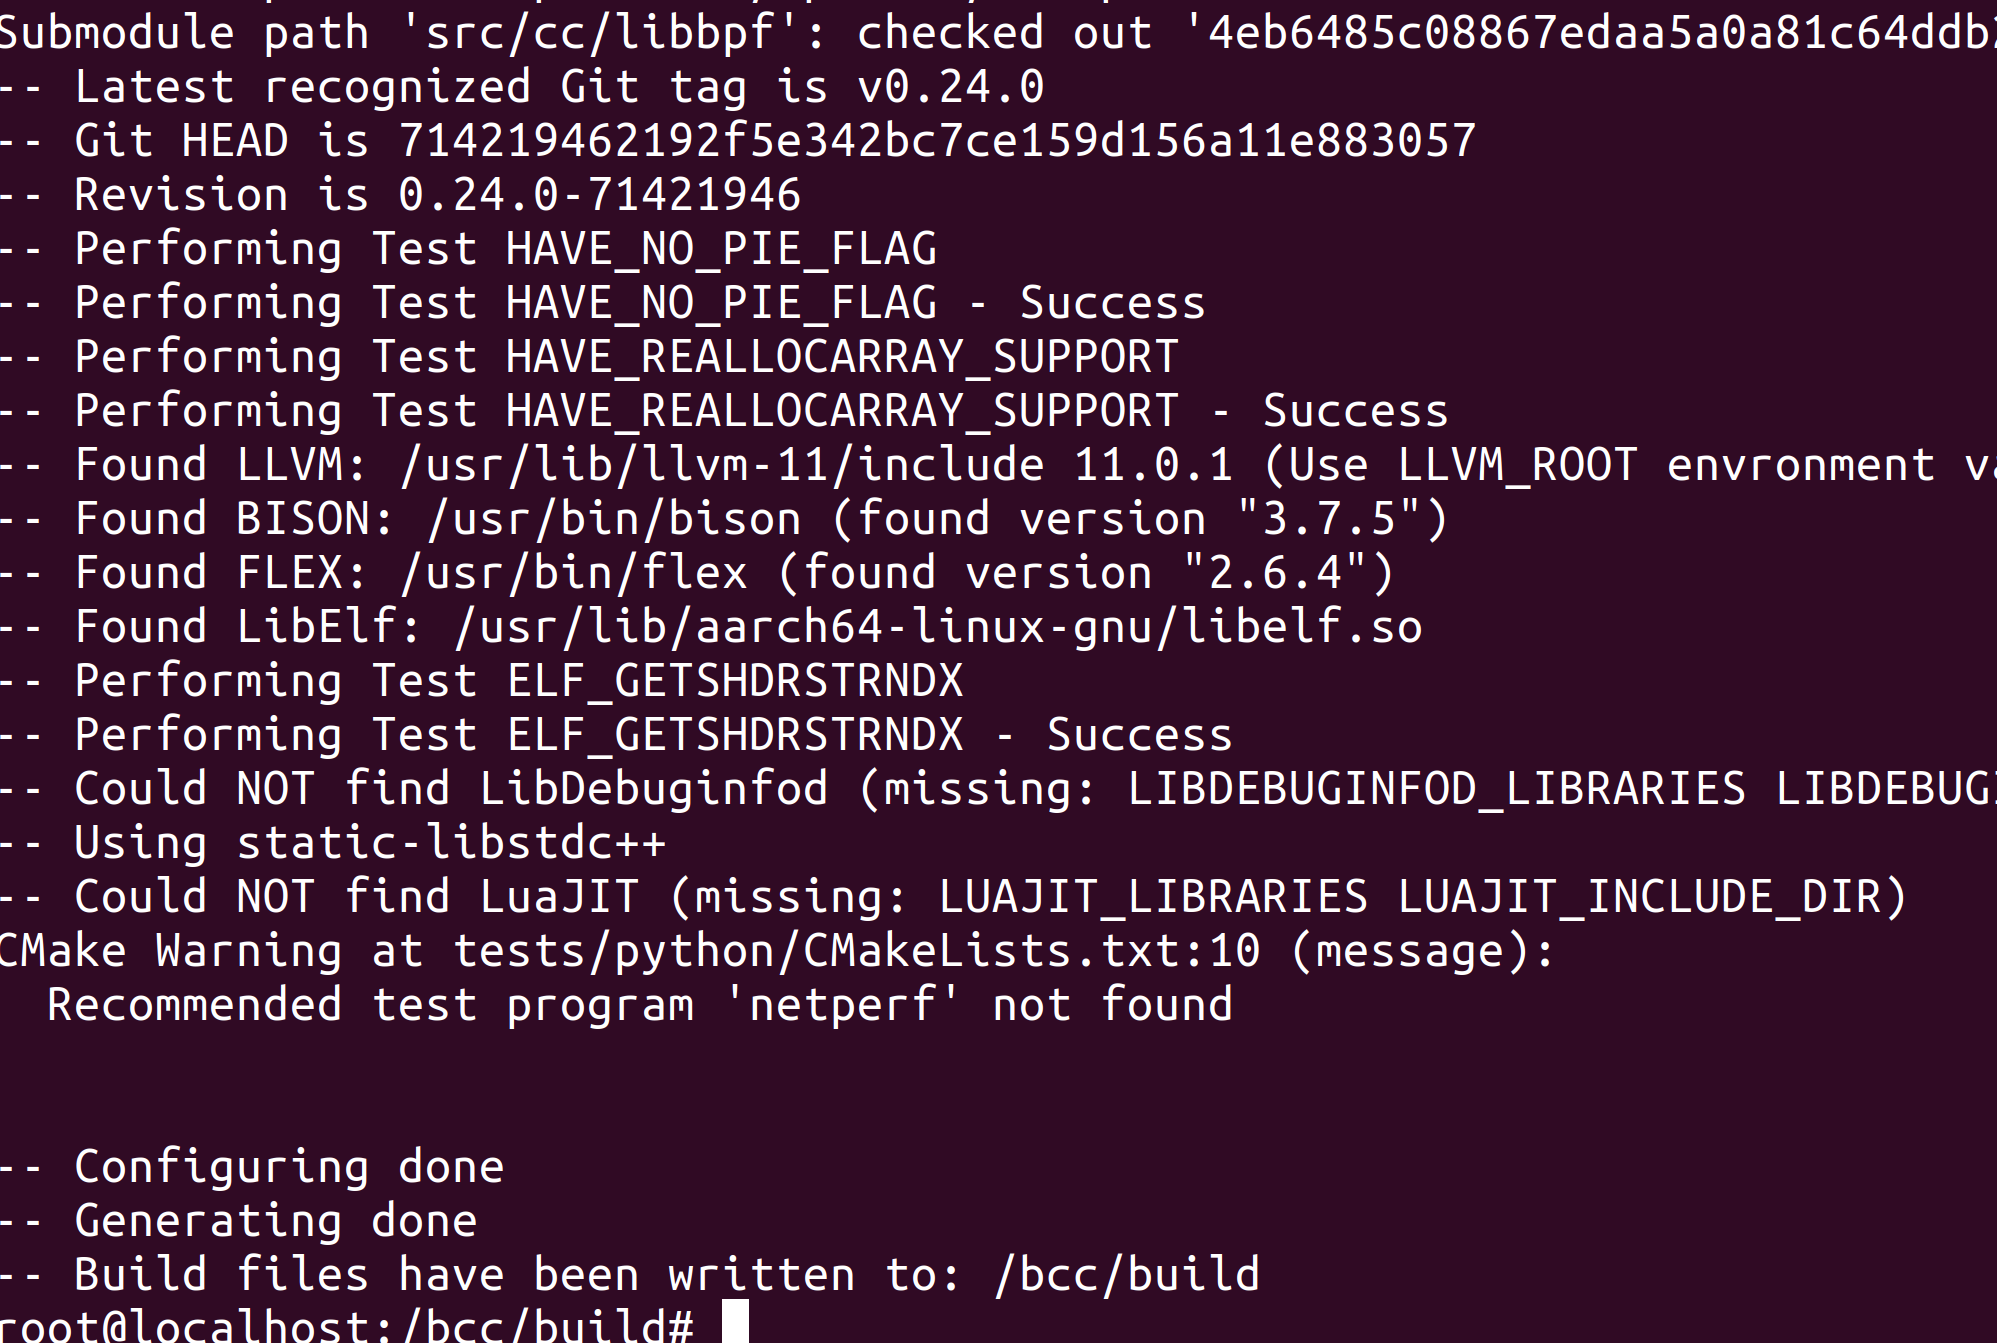 Submodule path 'src/cc/libbpf': checked out '4eb6485c08867edaa5a0a81c64ddb
-- Latest recognized Git tag is v0.24.0
-- Git HEAD is 714219462192f5e342bc7ce159d156a11e883057
-- Revision is 0.24.0-71421946
-- Performing Test HAVE_NO_PIE_FLAG
-- Performing Test HAVE_NO_PIE_FLAG - Success
-- Performing Test HAVE_REALLOCARRAY_SUPPORT
-- Performing Test HAVE_REALLOCARRAY_SUPPORT - Success
-- Found LLVM: /usr/lib/llvm-11/include 11.0.1 (Use LLVM_ROOT envronment va
-- Found BISON: /usr/bin/bison (found version "3.7.5")
-- Found FLEX: /usr/bin/flex (found version "2.6.4")
-- Found LibElf: /usr/lib/aarch64-linux-gnu/libelf.so
-- Performing Test ELF_GETSHDRSTRNDX
-- Performing Test ELF_GETSHDRSTRNDX - Success
-- Could NOT find LibDebuginfod (missing: LIBDEBUGINFOD_LIBRARIES LIBDEBUGI
-- Using static-libstdc++
-- Could NOT find LuaJIT (missing: LUAJIT_LIBRARIES LUAJIT_INCLUDE_DIR)
CMake Warning at tests/python/CMakeLists.txt:10 (message):
  Recommended test program 'netperf' not found
-- Configuring done
-- Generating done
-- Build files have been written to: /bcc/build
root@localhost:/bcc/build#